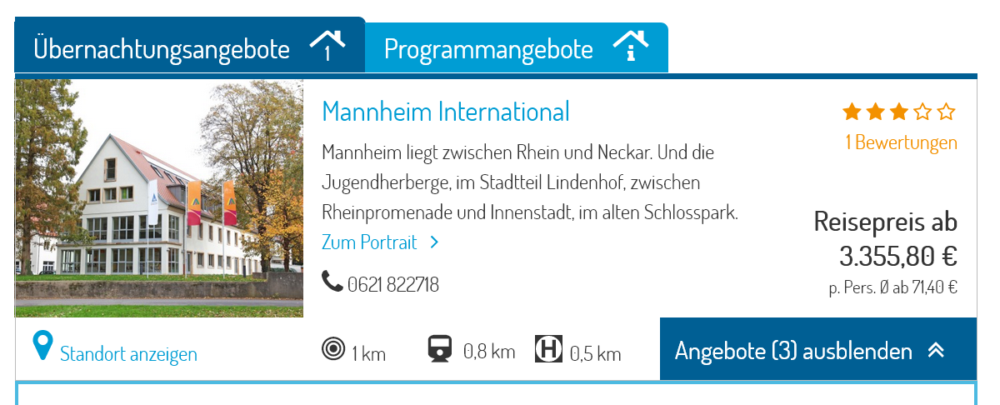 Übernachtungsangebote 1
Programmangebote i
Mannheim International
1 Bewertungen
Mannheim liegt zwischen Rhein und Neckar. Und die
Jugendherberge, im Stadtteil Lindenhof, zwischen
Rheinpromenade und Innenstadt, im alten Schlosspark.
Zum Portrait
0621 822718
Reisepreis ab
3.355,80 €
p. Pers. Ø ab 71,40 €
Standort anzeigen
1 km
0,8 km
H 0,5 km
Angebote (3) ausblenden